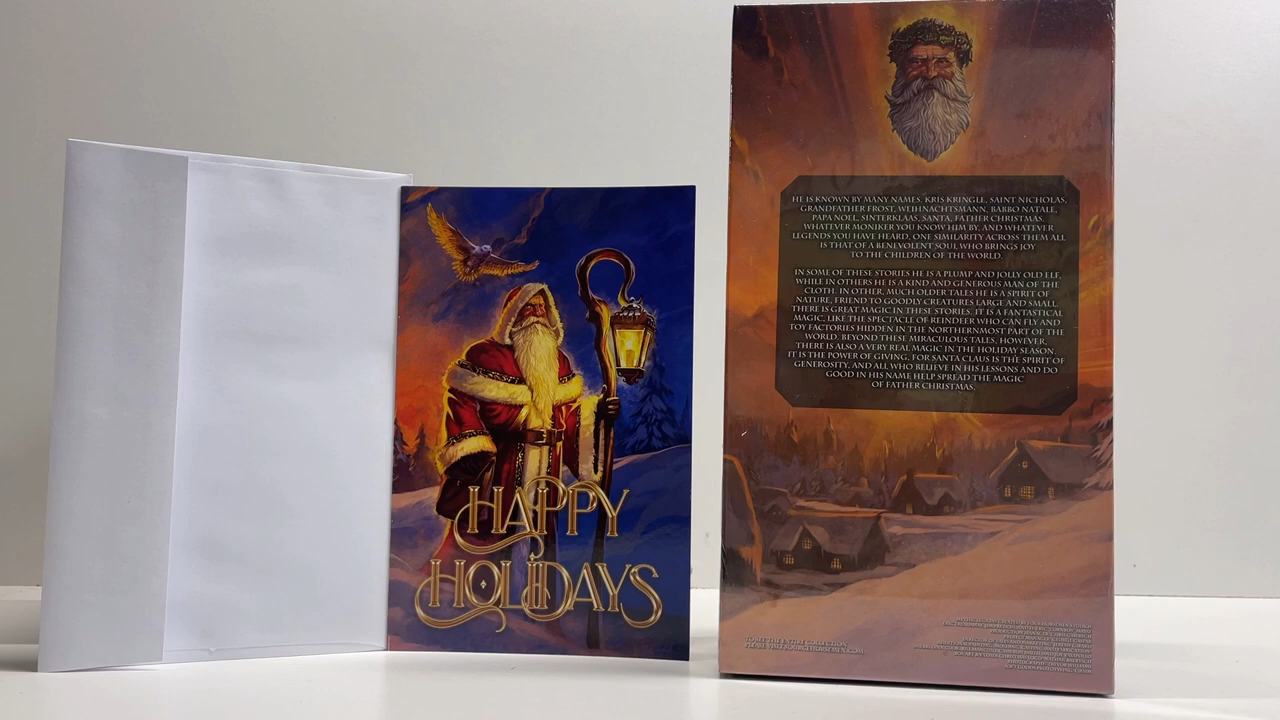 HAPPY
HOLIDAYS
HE IS KNOWN BY MANY NAMES. KRIS KRINGLE, SAINT NICHOLAS,
GRANDFATHER FROST, WEIHNACHTSMANN, BABBO NATALE,
PAPA NOEL, SINTERKLAAS, SANTA, FATHER CHRISTMAS.
WHATEVER MONIKER YOU KNOW HIM BY, AND WHATEVER
LEGENDS YOU HAVE HEARD, ONE SIMILARITY ACROSS THEM ALL
IS THAT OF A BENEVOLENT SOUL WHO BRINGS JOY
TO THE CHILDREN OF THE WORLD.
IN SOME OF THESE STORIES HE IS A PLUMP AND JOLLY OLD ELF,
WHILE IN OTHERS HE IS A KIND AND GENEROUS MAN OF THE
CLOTH. IN OTHER, MUCH OLDER TALES HE IS A SPIRIT OF
NATURE, FRIEND TO GOODLY CREATURES LARGE AND SMALL.
THERE IS GREAT MAGIC IN THESE STORIES. IT IS A FANTASTICAL
MAGIC, LIKE THE SPECTACLE OF REINDEER WHO CAN FLY AND
TOY FACTORIES HIDDEN IN THE NORTHERNMOST PART OF THE
WORLD. BEYOND THESE MIRACULOUS TALES, HOWEVER,
THERE IS ALSO A VERY REAL MAGIC IN THE HOLIDAY SEASON.
IT IS THE POWER OF GIVING, FOR SANTA CLAUS IS THE SPIRIT OF
GENEROSITY, AND ALL WHO BELIEVE IN HIS LESSONS AND DO
GOOD IN HIS NAME HELP SPREAD THE MAGIC
OF FATHER CHRISTMAS.
TO SEE THE ENTIRE COLLECTION
PLEASE VISIT SOURCEHORSEMEN.COM